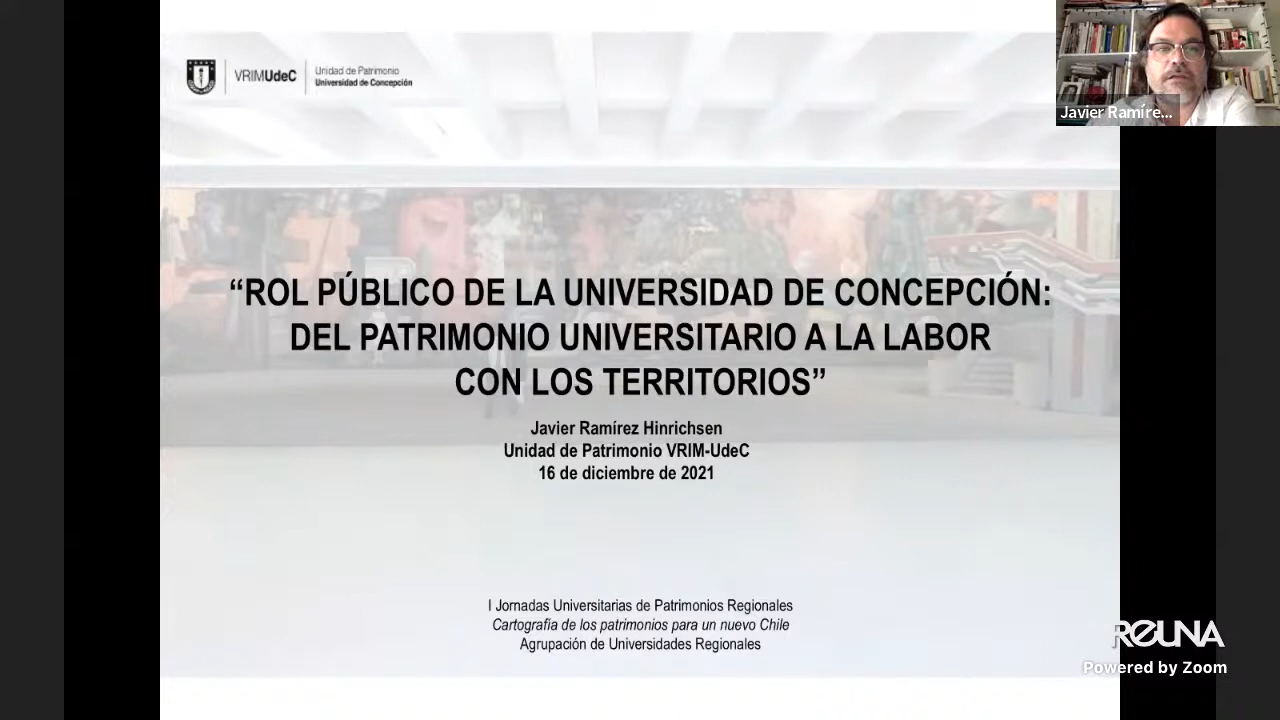 VRIMUdeC
Unidad de Patrimonio
Universidad de Concepción
Javier Ramíre...
“ROL PÚBLICO DE LA UNIVERSIDAD DE CONCEPCIÓN:
DEL PATRIMONIO UNIVERSITARIO A LA LABOR
CON LOS TERRITORIOS”
Javier Ramírez Hinrichsen
Unidad de Patrimonio VRIM-UdeC
16 de diciembre de 2021
I Jornadas Universitarias de Patrimonios Regionales
Cartografía de los patrimonios para un nuevo Chile
Agrupación de Universidades Regionales
REUNA
Powered by Zoom